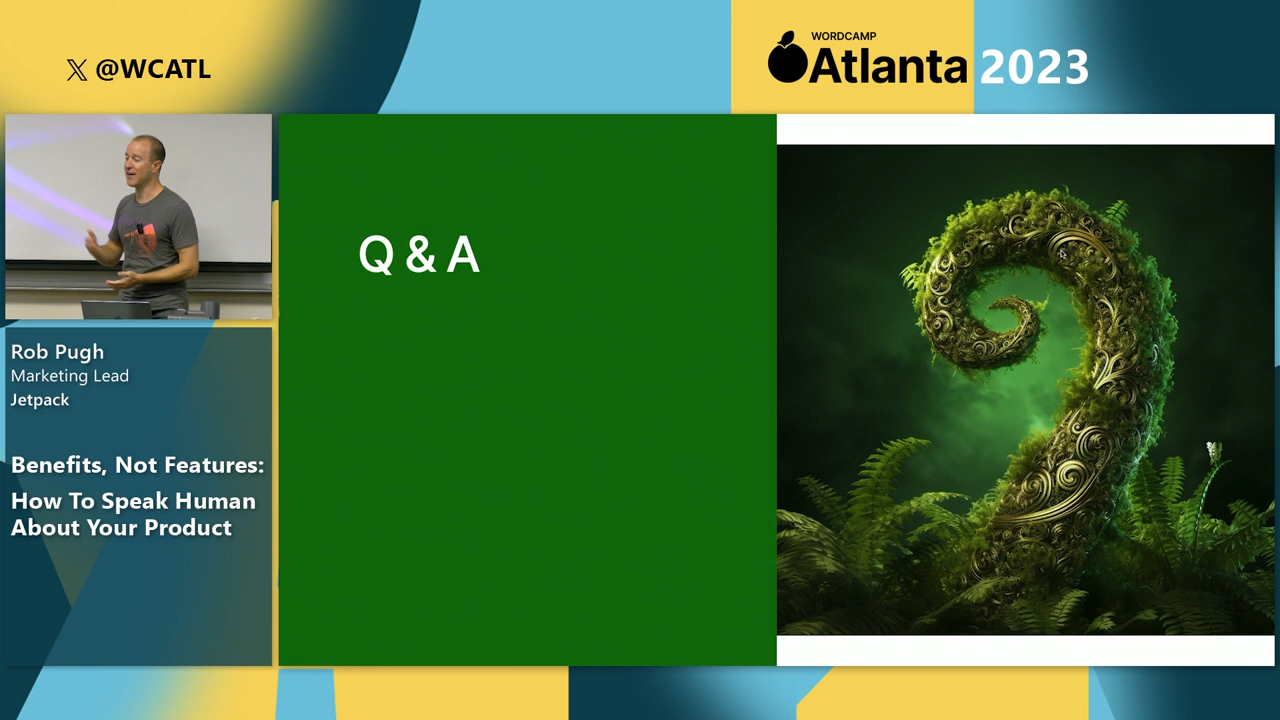 𝕏 @WCATL
WORDCAMP
Atlanta 2023
Q & A
Rob Pugh
Marketing Lead
Jetpack
Benefits, Not Features:
How To Speak Human
About Your Product